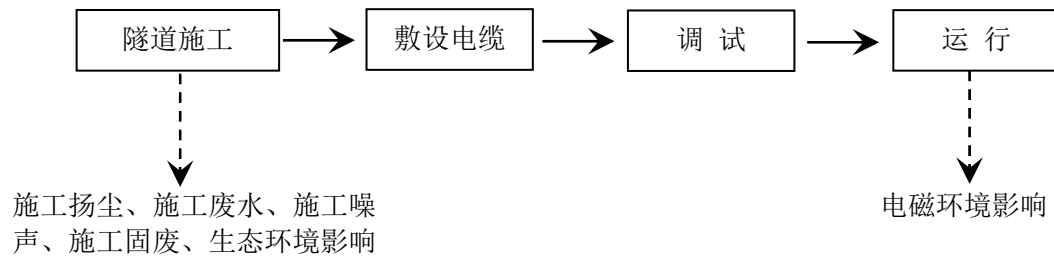 隧道施工
敷设电缆
调 试
运 行
施工扬尘、施工废水、施工噪
声、施工固废、生态环境影响
电磁环境影响